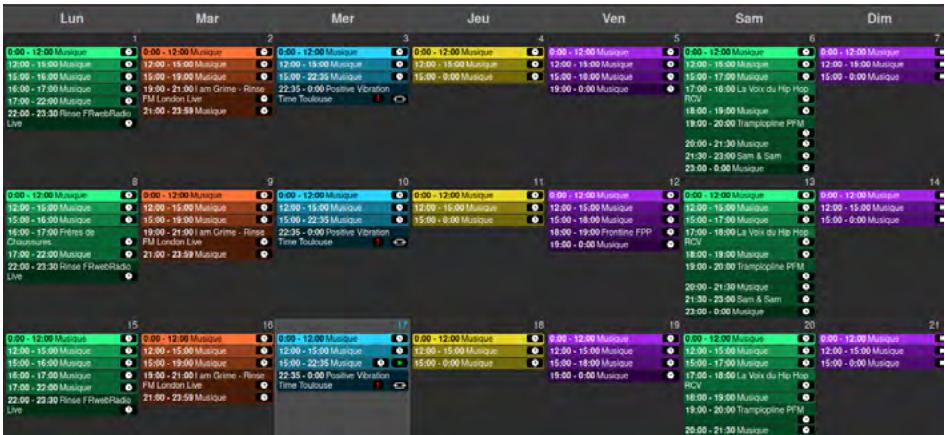 Lun Mar Mer Jeu Ven Sam Dim
1
0:00 - 12:00 Musique
12:00 - 15:00 Musique
15:00 - 16:00 Musique
16:00 - 17:00 Musique
17:00 - 22:00 Musique
22:00 - 23:30 Rinse FRwebRadio
Live
2
0:00 - 12:00 Musique
12:00 - 15:00 Musique
15:00 - 19:00 Musique
19:00 - 21:00 I am Grime - Rinse
FM London Live
21:00 - 23:59 Musique
3
0:00 - 12:00 Musique
12:00 - 15:00 Musique
15:00 - 22:35 Musique
22:35 - 0:00 Positive Vibration
Time Toulouse
4
0:00 - 12:00 Musique
12:00 - 15:00 Musique
15:00 - 0:00 Musique
5
0:00 - 12:00 Musique
12:00 - 15:00 Musique
15:00 - 18:00 Musique
19:00 - 0:00 Musique
6
0:00 - 12:00 Musique
12:00 - 15:00 Musique
15:00 - 17:00 Musique
17:00 - 18:00 La Voix du Hip Hop
RCV
18:00 - 19:00 Musique
19:00 - 20:00 Tramplopline PFM
20:00 - 21:30 Musique
21:30 - 23:00 Sam & Sam
23:00 - 0:00 Musique
7
0:00 - 12:00 Musique
12:00 - 15:00 Musique
15:00 - 0:00 Musique
8
0:00 - 12:00 Musique
12:00 - 15:00 Musique
15:00 - 16:00 Musique
16:00 - 17:00 Frères de
Chaussures
17:00 - 22:00 Musique
22:00 - 23:30 Rinse FRwebRadio
Live
9
0:00 - 12:00 Musique
12:00 - 15:00 Musique
15:00 - 19:00 Musique
19:00 - 21:00 I am Grime - Rinse
FM London Live
21:00 - 23:59 Musique
10
0:00 - 12:00 Musique
12:00 - 15:00 Musique
15:00 - 22:35 Musique
22:35 - 0:00 Positive Vibration
Time Toulouse
11
0:00 - 12:00 Musique
12:00 - 15:00 Musique
15:00 - 0:00 Musique
12
0:00 - 12:00 Musique
12:00 - 15:00 Musique
15:00 - 18:00 Musique
18:00 - 19:00 Frontline FPP
19:00 - 0:00 Musique
13
0:00 - 12:00 Musique
12:00 - 15:00 Musique
15:00 - 17:00 Musique
17:00 - 18:00 La Voix du Hip Hop
RCV
18:00 - 19:00 Musique
19:00 - 20:00 Tramplopline PFM
20:00 - 21:30 Musique
21:30 - 23:00 Sam & Sam
23:00 - 0:00 Musique
14
0:00 - 12:00 Musique
12:00 - 15:00 Musique
15:00 - 0:00 Musique
15
0:00 - 12:00 Musique
12:00 - 15:00 Musique
15:00 - 16:00 Musique
16:00 - 17:00 Musique
17:00 - 22:00 Musique
22:00 - 23:30 Rinse FRwebRadio
Live
16
0:00 - 12:00 Musique
12:00 - 15:00 Musique
15:00 - 19:00 Musique
19:00 - 21:00 I am Grime - Rinse
FM London Live
21:00 - 23:59 Musique
17
0:00 - 12:00 Musique
12:00 - 15:00 Musique
15:00 - 22:35 Musique
22:35 - 0:00 Positive Vibration
Time Toulouse
18
0:00 - 12:00 Musique
12:00 - 15:00 Musique
15:00 - 0:00 Musique
19
0:00 - 12:00 Musique
12:00 - 15:00 Musique
15:00 - 18:00 Musique
19:00 - 0:00 Musique
20
0:00 - 12:00 Musique
12:00 - 15:00 Musique
15:00 - 17:00 Musique
17:00 - 18:00 La Voix du Hip Hop
RCV
18:00 - 19:00 Musique
19:00 - 20:00 Tramplopline PFM
20:00 - 21:30 Musique
21
0:00 - 12:00 Musique
12:00 - 15:00 Musique
15:00 - 0:00 Musique